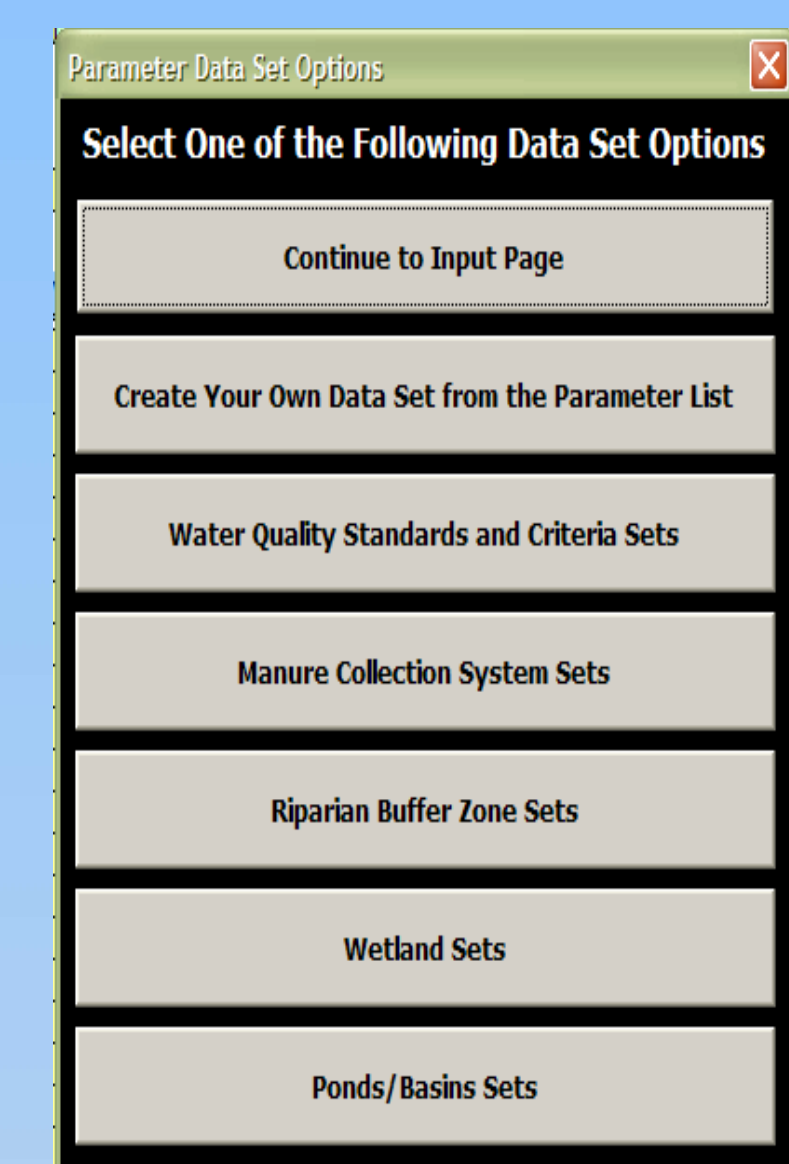 Parameter Data Set Options
Select One of the Following Data Set Options
Continue to Input Page
Create Your Own Data Set from the Parameter List
Water Quality Standards and Criteria Sets
Manure Collection System Sets
Riparian Buffer Zone Sets
Wetland Sets
Ponds/Basins Sets